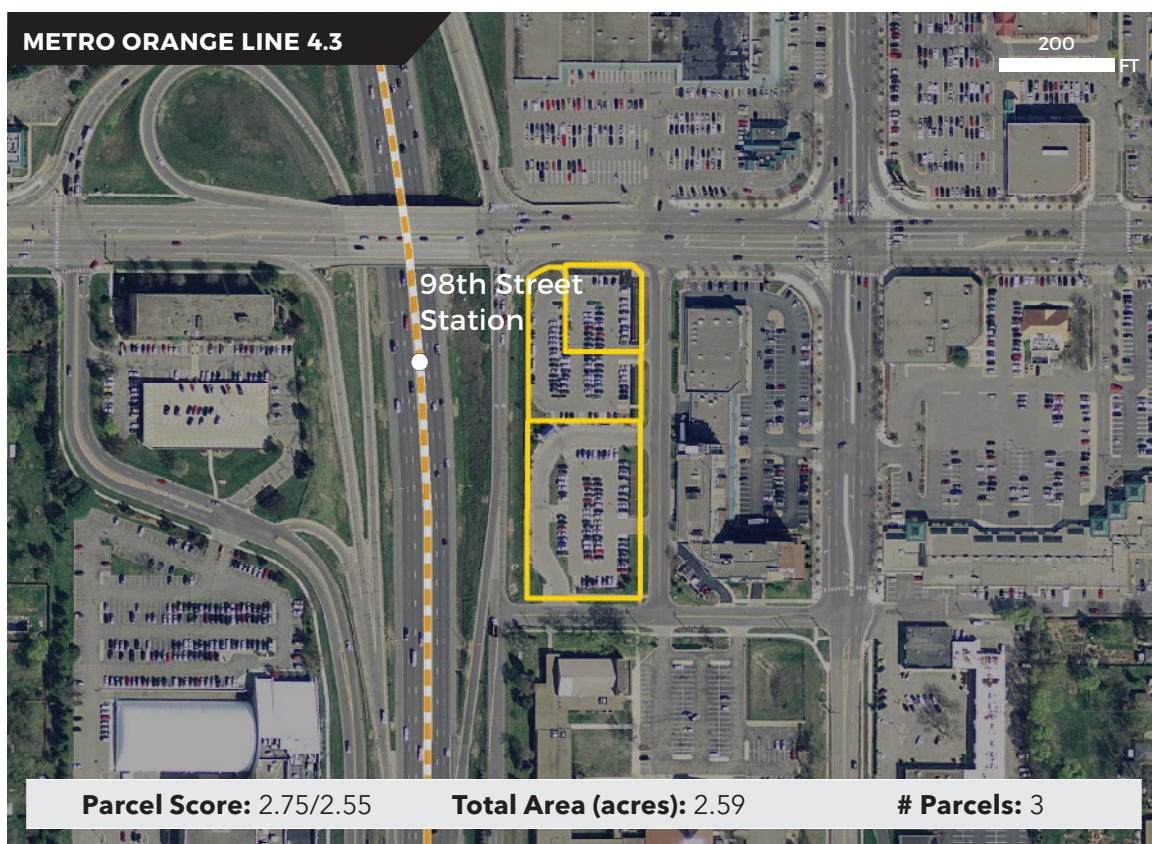 METRO ORANGE LINE 4.3
200
FT
98th Street
Station
Parcel Score: 2.75/2.55 Total Area (acres): 2.59 # Parcels: 3